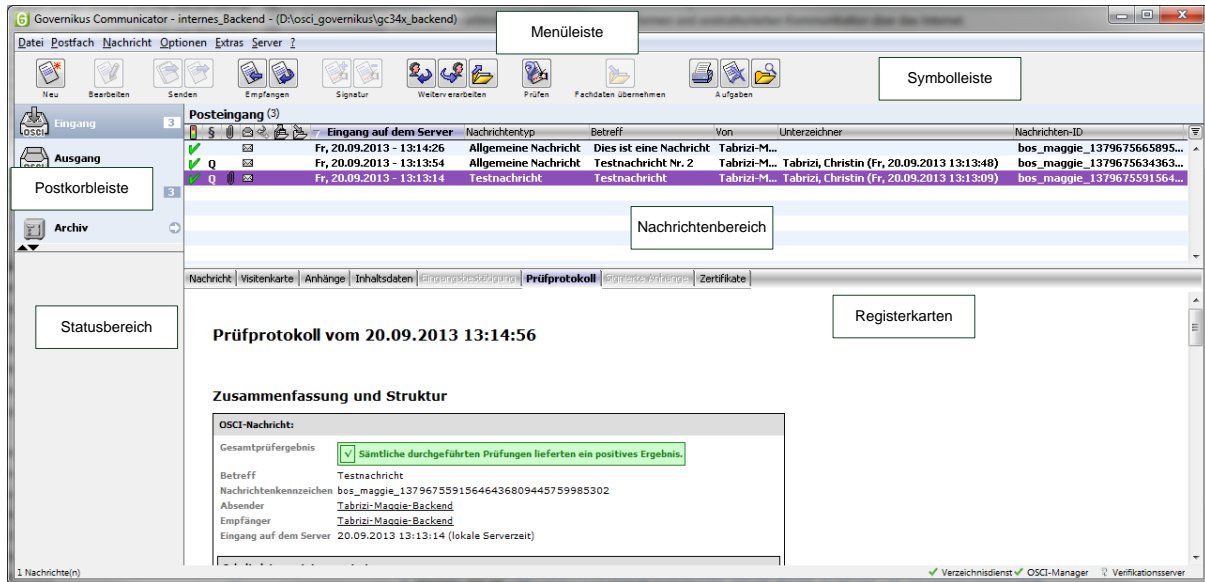 Governikus Communicator - internes_Backend - (D:\osci_governikus\gc34x_backend)
Menüleiste
Datei Postfach Nachricht Optionen Extras Server ?
Neu Bearbeiten Senden Empfangen Signatur Weiterverarbeiten Prüfen Fachdaten übernehmen Aufgaben
Symbolleiste
OSCI Eingang 3
Ausgang
Postkorbleiste
3
Archiv
Posteingang (3)
§ Eingang auf dem Server Nachrichtentyp Betreff Von Unterzeichner Nachrichten-ID
Fr, 20.09.2013 - 13:14:26 Allgemeine Nachricht Dies ist eine Nachricht Tabrizi-M... bos_maggie_1379675665895...
Q Fr, 20.09.2013 - 13:13:54 Allgemeine Nachricht Testnachricht Nr. 2 Tabrizi-M... Tabrizi, Christin (Fr, 20.09.2013 13:13:48) bos_maggie_1379675634363...
Q Fr, 20.09.2013 - 13:13:14 Testnachricht Testnachricht Tabrizi-M... Tabrizi, Christin (Fr, 20.09.2013 13:13:09) bos_maggie_1379675591564...
Nachrichtenbereich
Nachricht Visitenkarte Anhänge Inhaltsdaten Eingangsbestätigung Prüfprotokoll Signierte Anhänge Zertifikate
Statusbereich
Registerkarten
Prüfprotokoll vom 20.09.2013 13:14:56
Zusammenfassung und Struktur
OSCI-Nachricht:
Gesamtprüfergebnis √ Sämtliche durchgeführten Prüfungen lieferten ein positives Ergebnis.
Betreff Testnachricht
Nachrichtenkennzeichen bos_maggie_13796755915646436809445759985302
Absender Tabrizi-Maggie-Backend
Empfänger Tabrizi-Maggie-Backend
Eingang auf dem Server 20.09.2013 13:13:14 (lokale Serverzeit)
1 Nachrichte(n)
Verzeichnisdienst OSCI-Manager Verifikationsserver